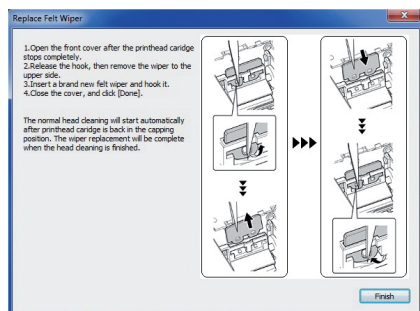 Replace Felt Wiper
1.Open the front cover after the printhead caridge
stops completely.
2.Release the hook, then remove the wiper to the
upper side.
3.Insert a brand new felt wiper and hook it.
4.Close the cover, and click [Done].
The normal head cleaning will start automatically
after printhead caridge is back in the capping
position. The wiper replacement will be complete
when the head cleaning is finished.
Finish